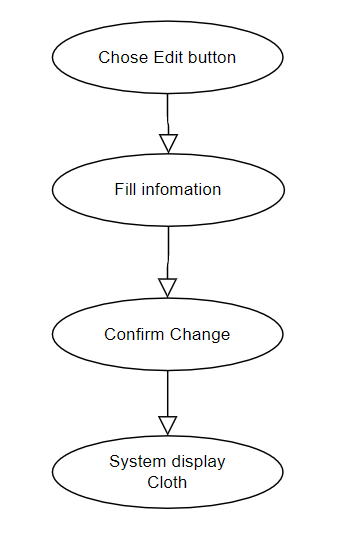 Chose Edit button
Fill infomation
Confirm Change
System display
Cloth